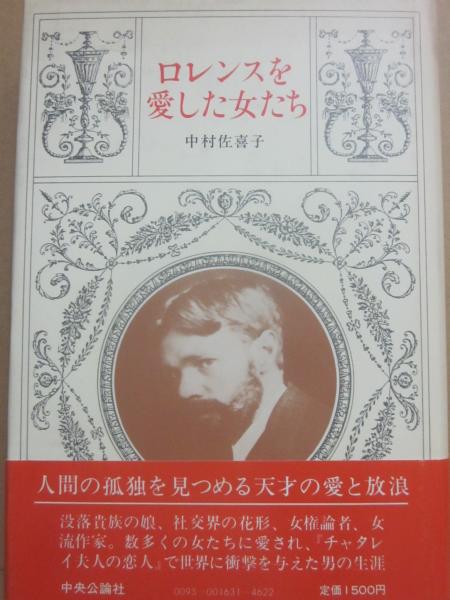 ロレンスを
愛した女たち
中村佐喜子
人間の孤独を見つめる天才の愛と放浪
没落貴族の娘、社交界の花形、女権論者、女
流作家。数多くの女たちに愛され、『チャタレ
イ夫人の恋人』で世界に衝撃を与えた男の生涯
中央公論社 0093-001631-4622 定価1500円